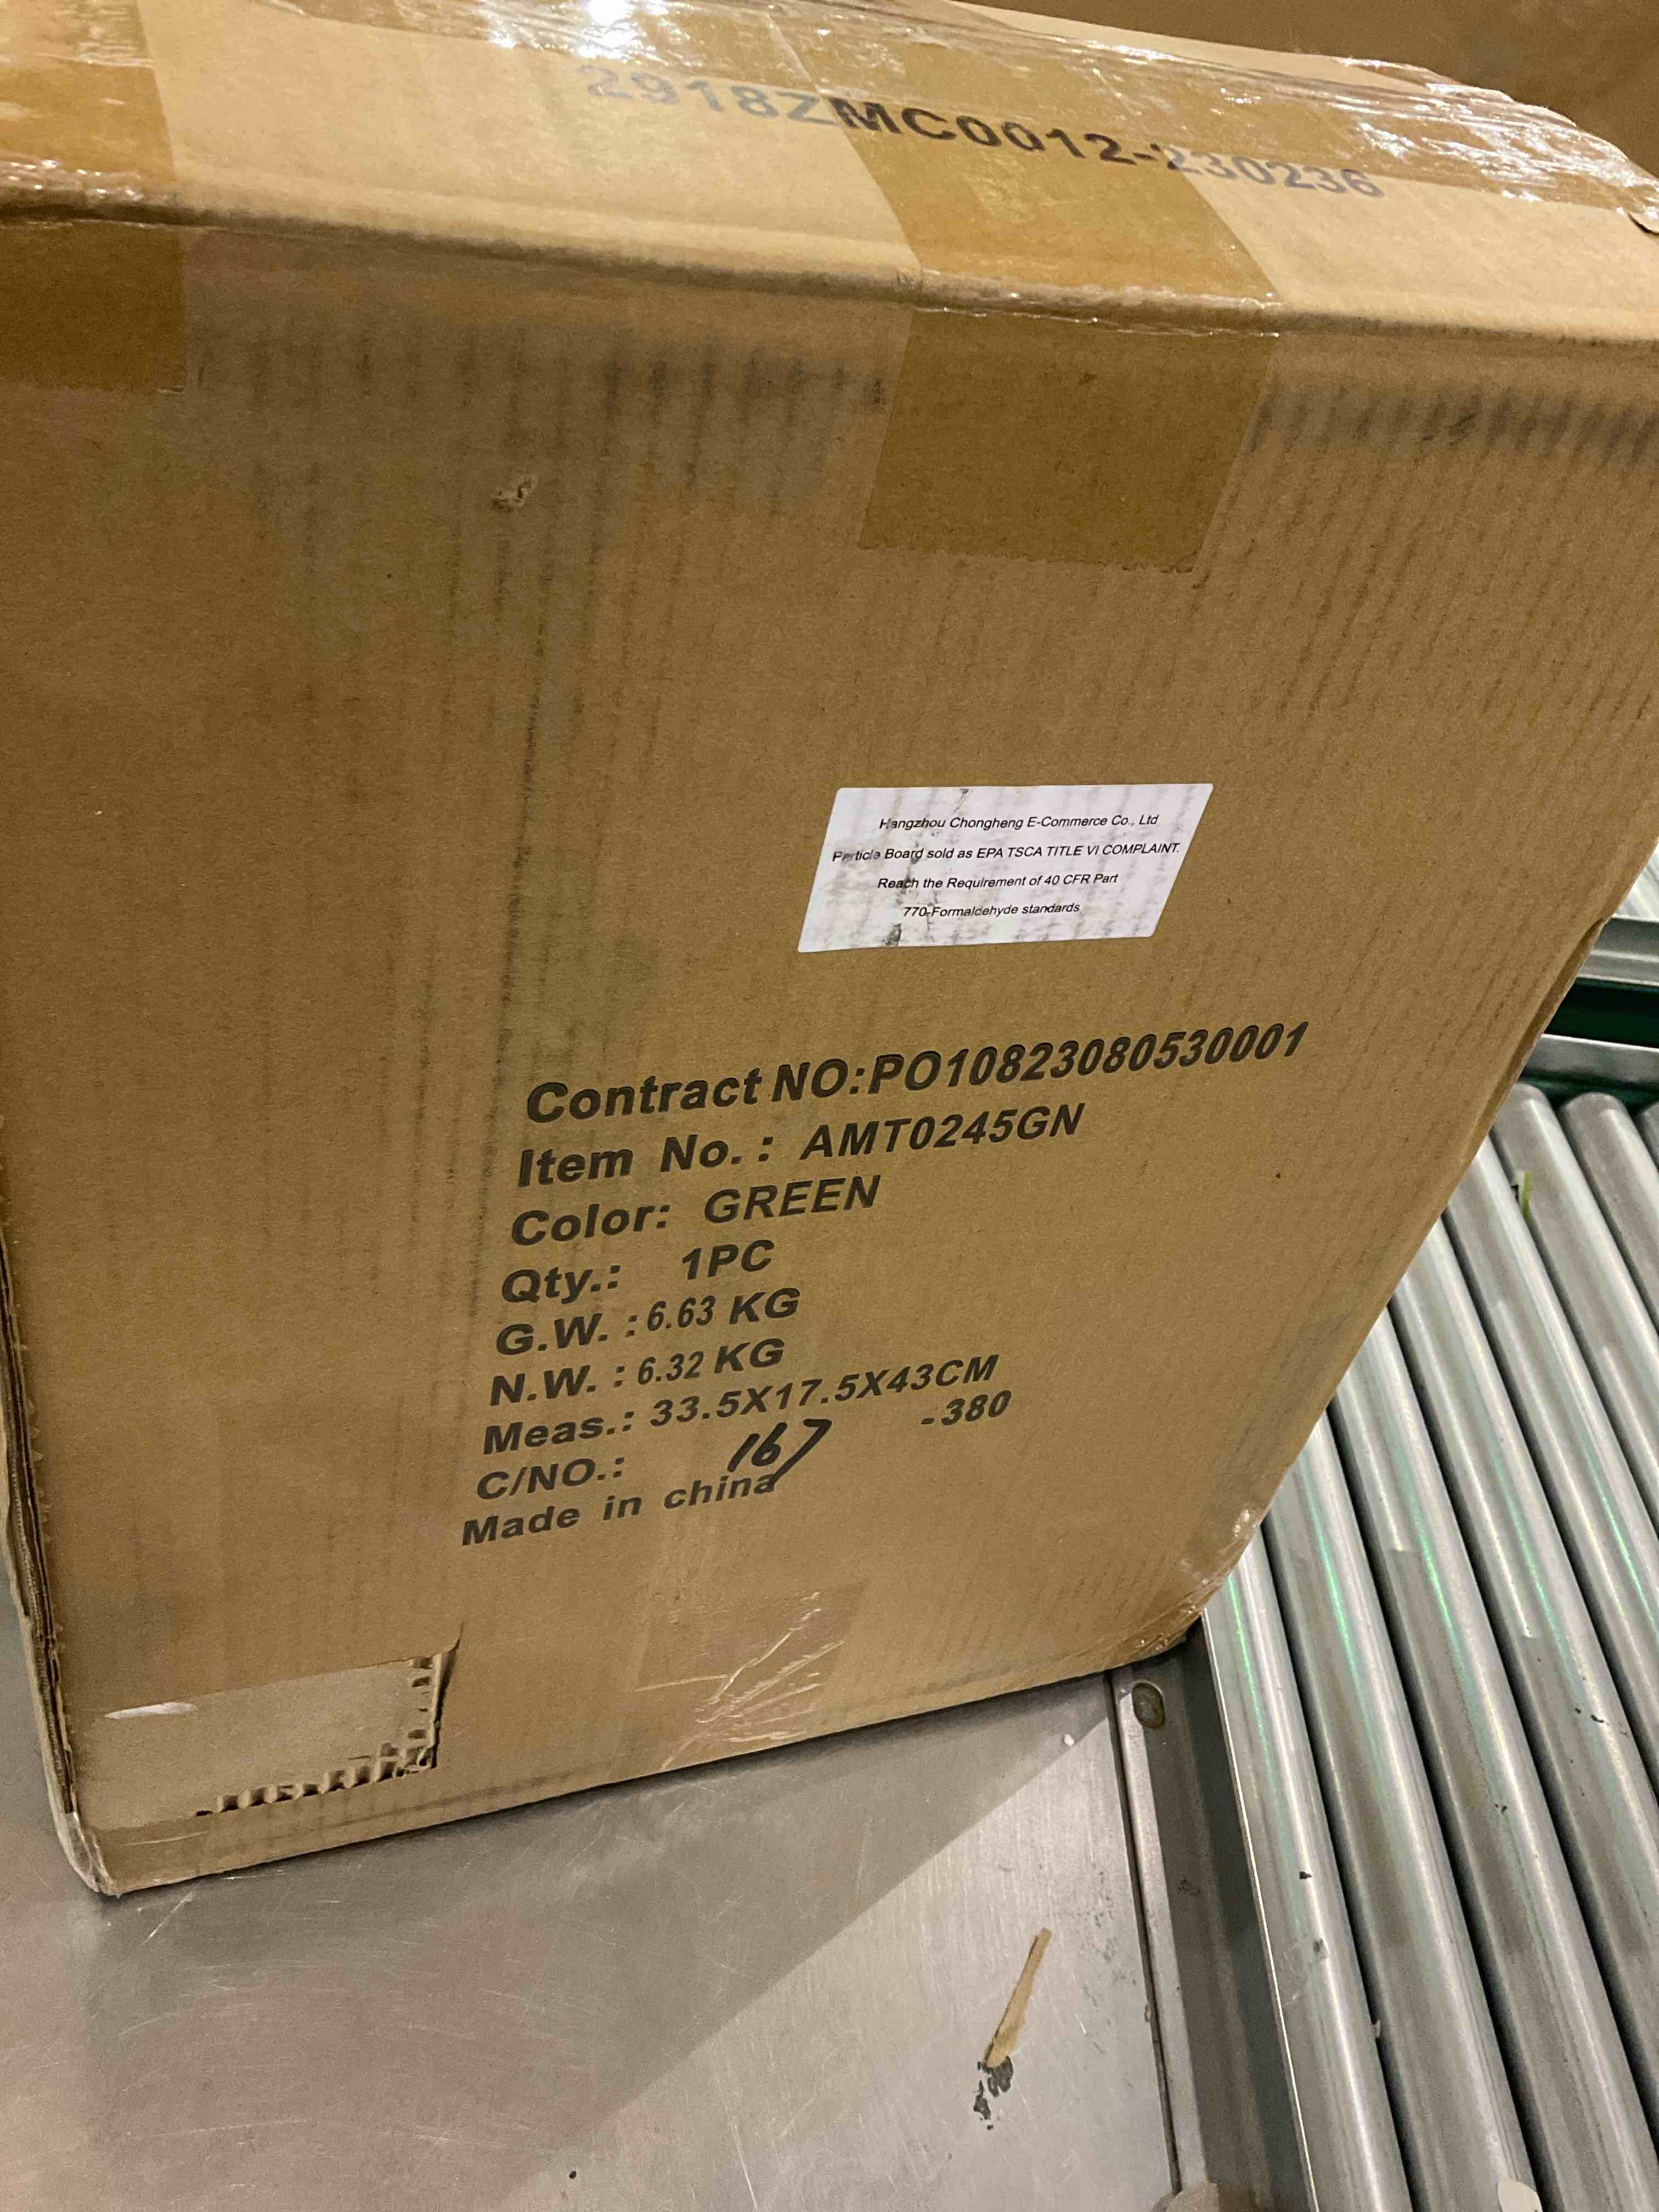 2918ZMC0012-230236
Hangzhou Chongheng E-Commerce Co., Ltd
Particle Board sold as EPA TSCA TITLE VI COMPLAINT.
Reach the Requirement of 40 CFR Part
770-Formaldehyde standards
Contract NO:PO10823080530001
Item No.: AMT0245GN
Color: GREEN
Qty.: 1PC
G.W. :6.63 KG
N.W. :6.32 KG
Meas.: 33.5X17.5X43CM
C/NO.: 167 -380
Made in china